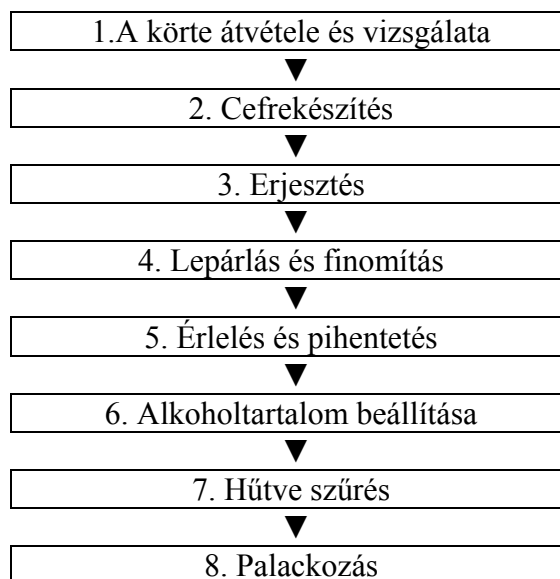 1.A körte átvétele és vizsgálata
2. Cefrekészítés
3. Erjesztés
4. Lepárlás és finomítás
5. Érlelés és pihentetés
6. Alkoholtartalom beállítása
7. Hűtve szűrés
8. Palackozás